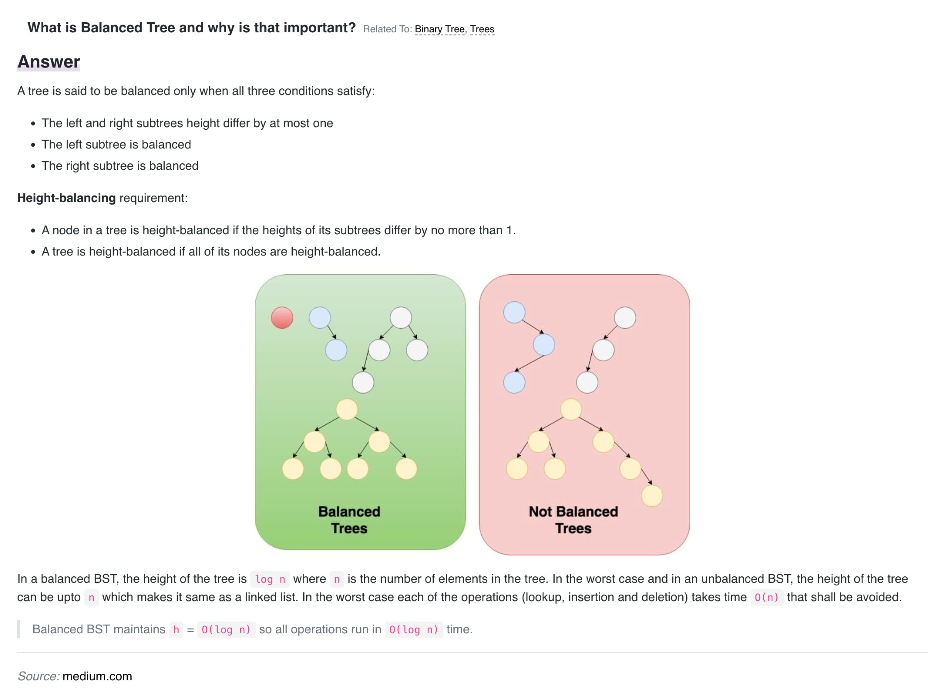 What is Balanced Tree and why is that important? Related To: Binary Tree, Trees
Answer
A tree is said to be balanced only when all three conditions satisfy:
• The left and right subtrees height differ by at most one
• The left subtree is balanced
• The right subtree is balanced
Height-balancing requirement:
• A node in a tree is height-balanced if the heights of its subtrees differ by no more than 1.
• A tree is height-balanced if all of its nodes are height-balanced.
Balanced
Trees
Not Balanced
Trees
In a balanced BST, the height of the tree is log n where n is the number of elements in the tree. In the worst case and in an unbalanced BST, the height of the tree
can be upto n which makes it same as a linked list. In the worst case each of the operations (lookup, insertion and deletion) takes time O(n) that shall be avoided.
Balanced BST maintains h = O(log n) so all operations run in O(log n) time.
Source: medium.com